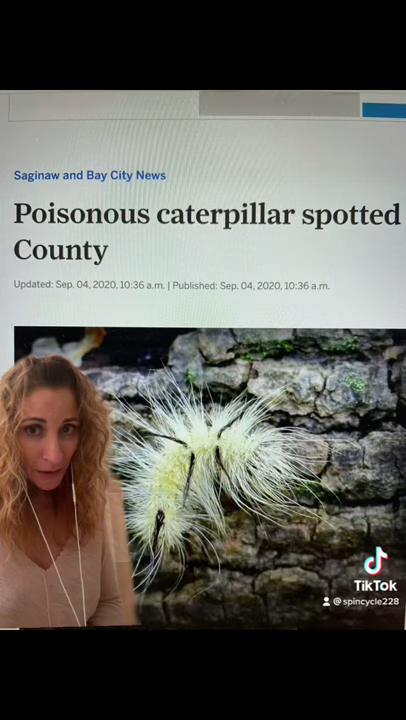 Saginaw and Bay City News
Poisonous caterpillar spotted
County
Updated: Sep. 04, 2020, 10:36 a.m. | Published: Sep. 04, 2020, 10:36 a.m.
TikTok
@spincycle228